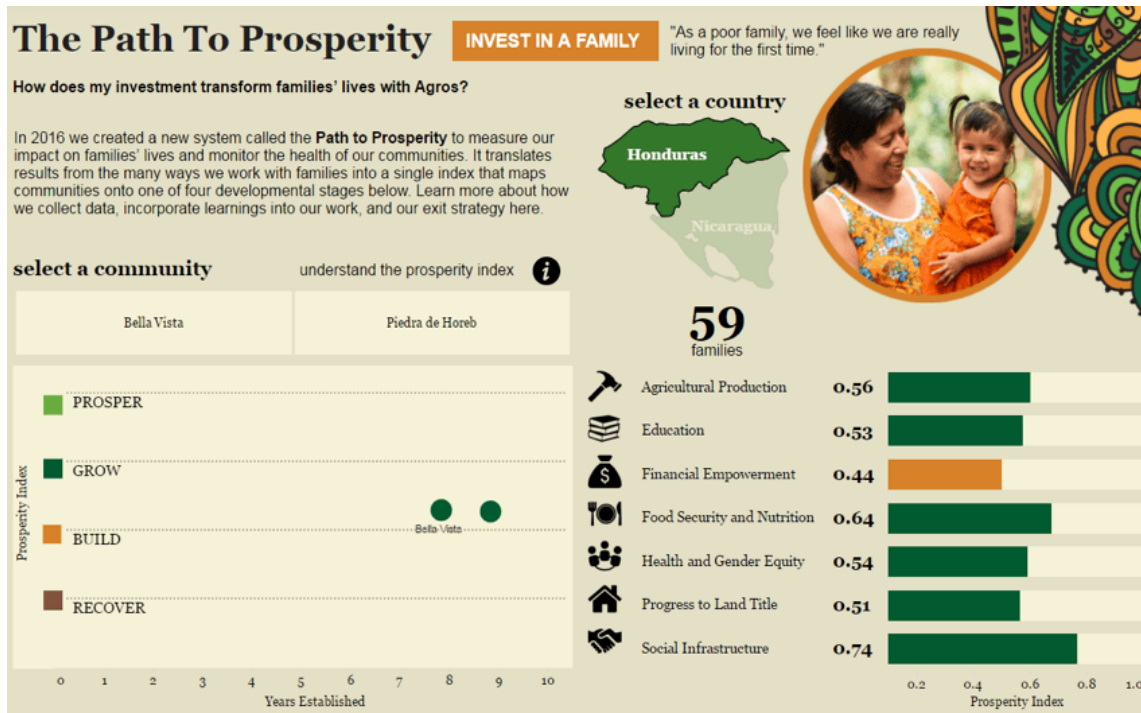 The Path To Prosperity
INVEST IN A FAMILY
"As a poor family, we feel like we are really
living for the first time."
How does my investment transform families' lives with Agros?
In 2016 we created a new system called the Path to Prosperity to measure our
impact on families' lives and monitor the health of our communities. It translates
results from the many ways we work with families into a single index that maps
communities onto one of four developmental stages below. Learn more about how
we collect data, incorporate learnings into our work, and our exit strategy here.
select a country
Honduras
Nicaragua
select a community
understand the prosperity index
i
Bella Vista
Piedra de Horeb
59
families
PROSPER
GROW
BUILD
RECOVER
Prosperity Index
Bella Vista
0 1 2 3 4 5 6 7 8 9 10
Years Established
Agricultural Production 0.56
Education 0.53
$
Financial Empowerment 0.44
Food Security and Nutrition 0.64
Health and Gender Equity 0.54
Progress to Land Title 0.51
Social Infrastructure 0.74
0.2 0.4 0.6 0.8 1.0
Prosperity Index